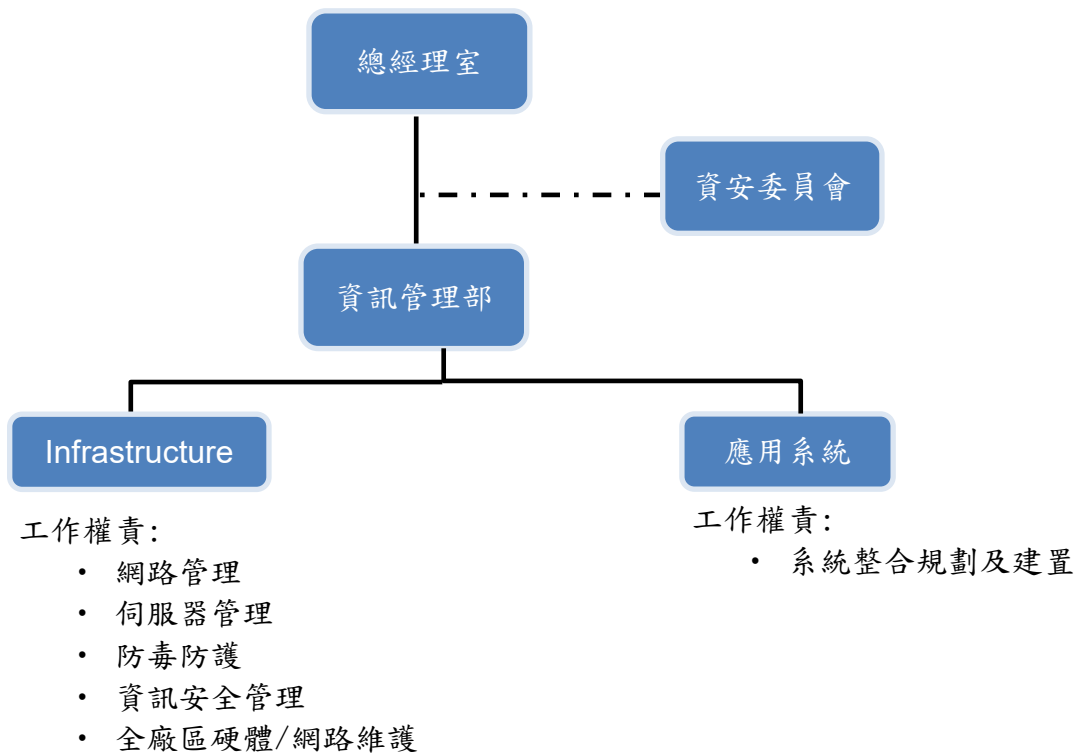 總經理室
資安委員會
資訊管理部
Infrastructure
應用系統
工作權責:
• 網路管理
• 伺服器管理
• 防毒防護
• 資訊安全管理
• 全廠區硬體/網路維護
工作權責:
• 系統整合規劃及建置